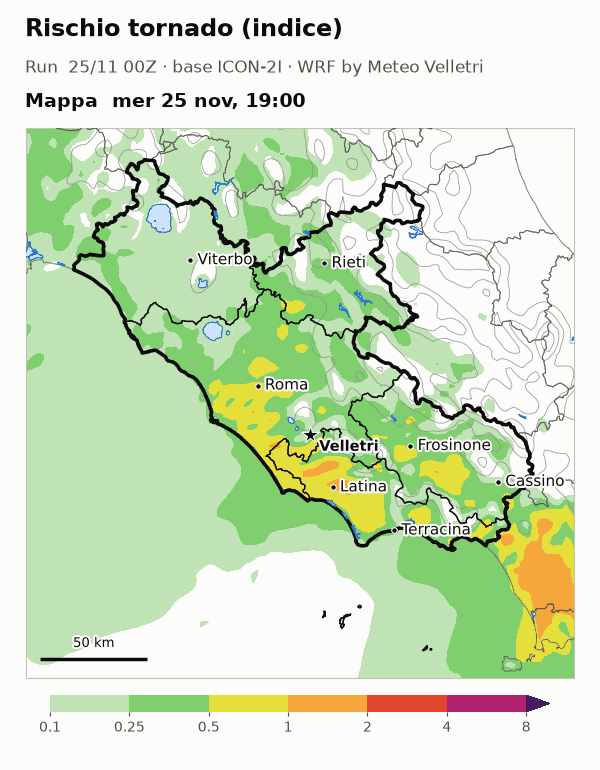 Rischio tornado (indice)
Run  25/11 00Z · base ICON-2I · WRF by Meteo Velletri
Mappa  mer 25 nov, 19:00
Viterbo
Rieti
Roma
Velletri
Frosinone
Latina
Cassino
Terracina
50 km
0.1 0.25 0.5 1 2 4 8